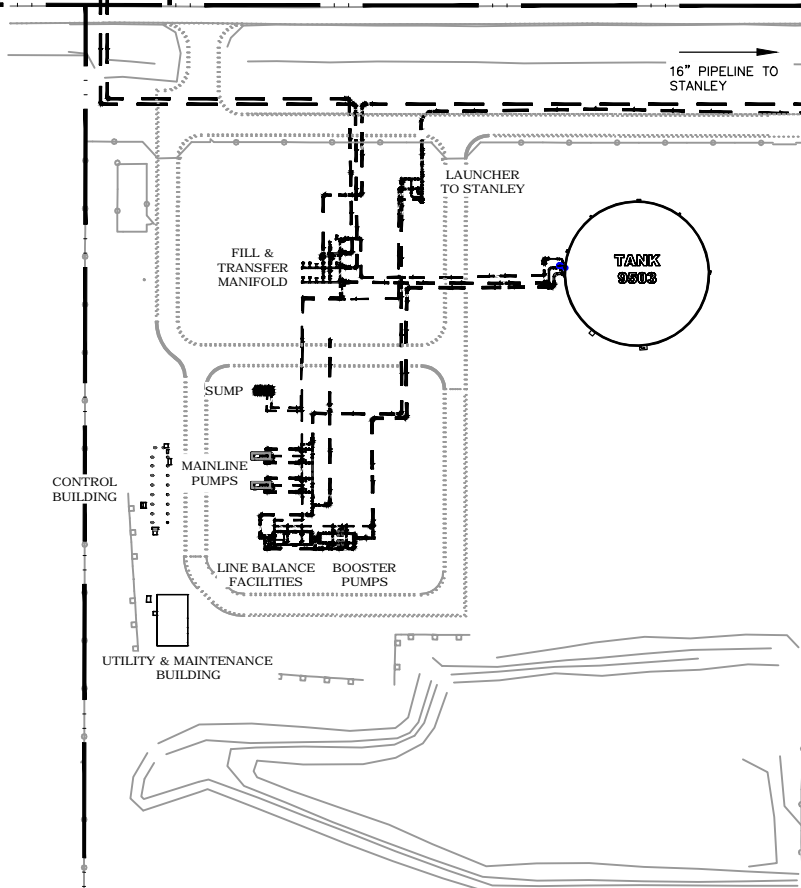 16" PIPELINE TO
STANLEY
LAUNCHER
TO STANLEY
FILL &
TRANSFER
MANIFOLD
TANK
9503
SUMP
MAINLINE
PUMPS
CONTROL
BUILDING
LINE BALANCE
FACILITIES
BOOSTER
PUMPS
UTILITY & MAINTENANCE
BUILDING